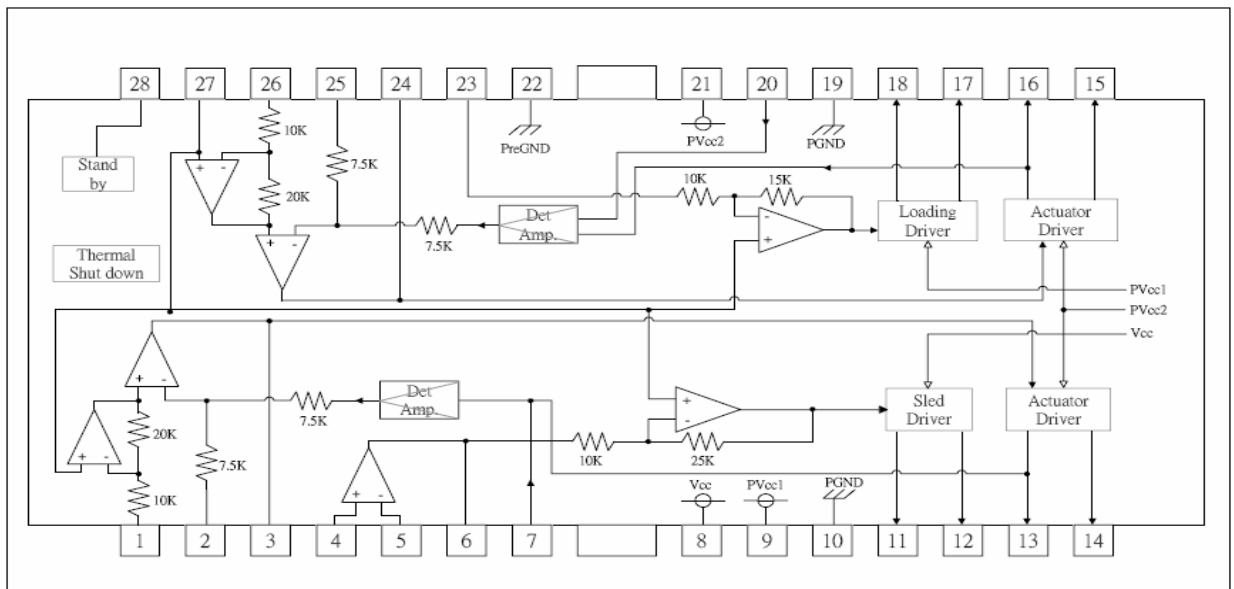 28 27 26 25 24 23 22 21 20 19 18 17 16 15
10K
PreGND
PVcc2
PGND
Stand
by
7.5K
20K
10K
15K
Det
Amp.
7.5K
Loading
Driver
Actuator
Driver
+ -
+ -
-
+
Thermal
Shut down
PVcc1
PVcc2
Vcc
+ -
Det
Amp.
7.5K
+
-
Sled
Driver
Actuator
Driver
20K
+ -
7.5K
10K
25K
+ -
10K
Vcc
PVcc1
PGND
1 2 3 4 5 6 7 8 9 10 11 12 13 14